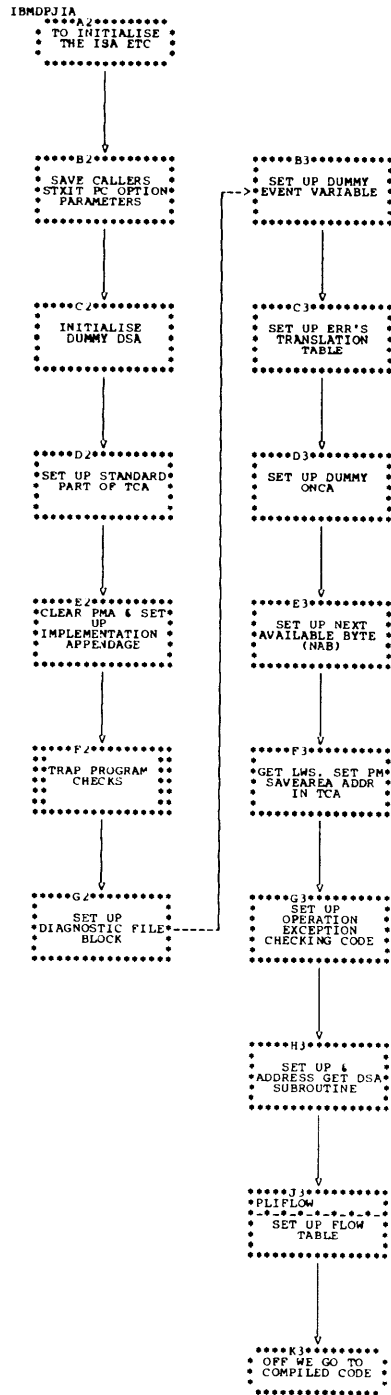 IBMDPJIA
A2
TO INITIALISE
THE ISA ETC
B2
SAVE CALLERS
STXIT PC OPTION
PARAMETERS
C2
INITIALISE
DUMMY DSA
D2
SET UP STANDARD
PART OF TCA
E2
CLEAR PMA & SET
UP
IMPLEMENTATION
APPENDAGE
F2
TRAP PROGRAM
CHECKS
G2
SET UP
DIAGNOSTIC FILE
BLOCK
B3
SET UP DUMMY
EVENT VARIABLE
C3
SET UP ERR'S
TRANSLATION
TABLE
D3
SET UP DUMMY
ONCA
E3
SET UP NEXT
AVAILABLE BYTE
(NAB)
F3
GET LWS, SET PM
SAVEAREA ADDR
IN TCA
G3
SET UP
OPERATION
EXCEPTION
CHECKING CODE
H3
SET UP &
ADDRESS GET DSA
SUBROUTINE
J3
PLIFLOW
SET UP FLOW
TABLE
K3
OFF WE GO TO
COMPILED CODE